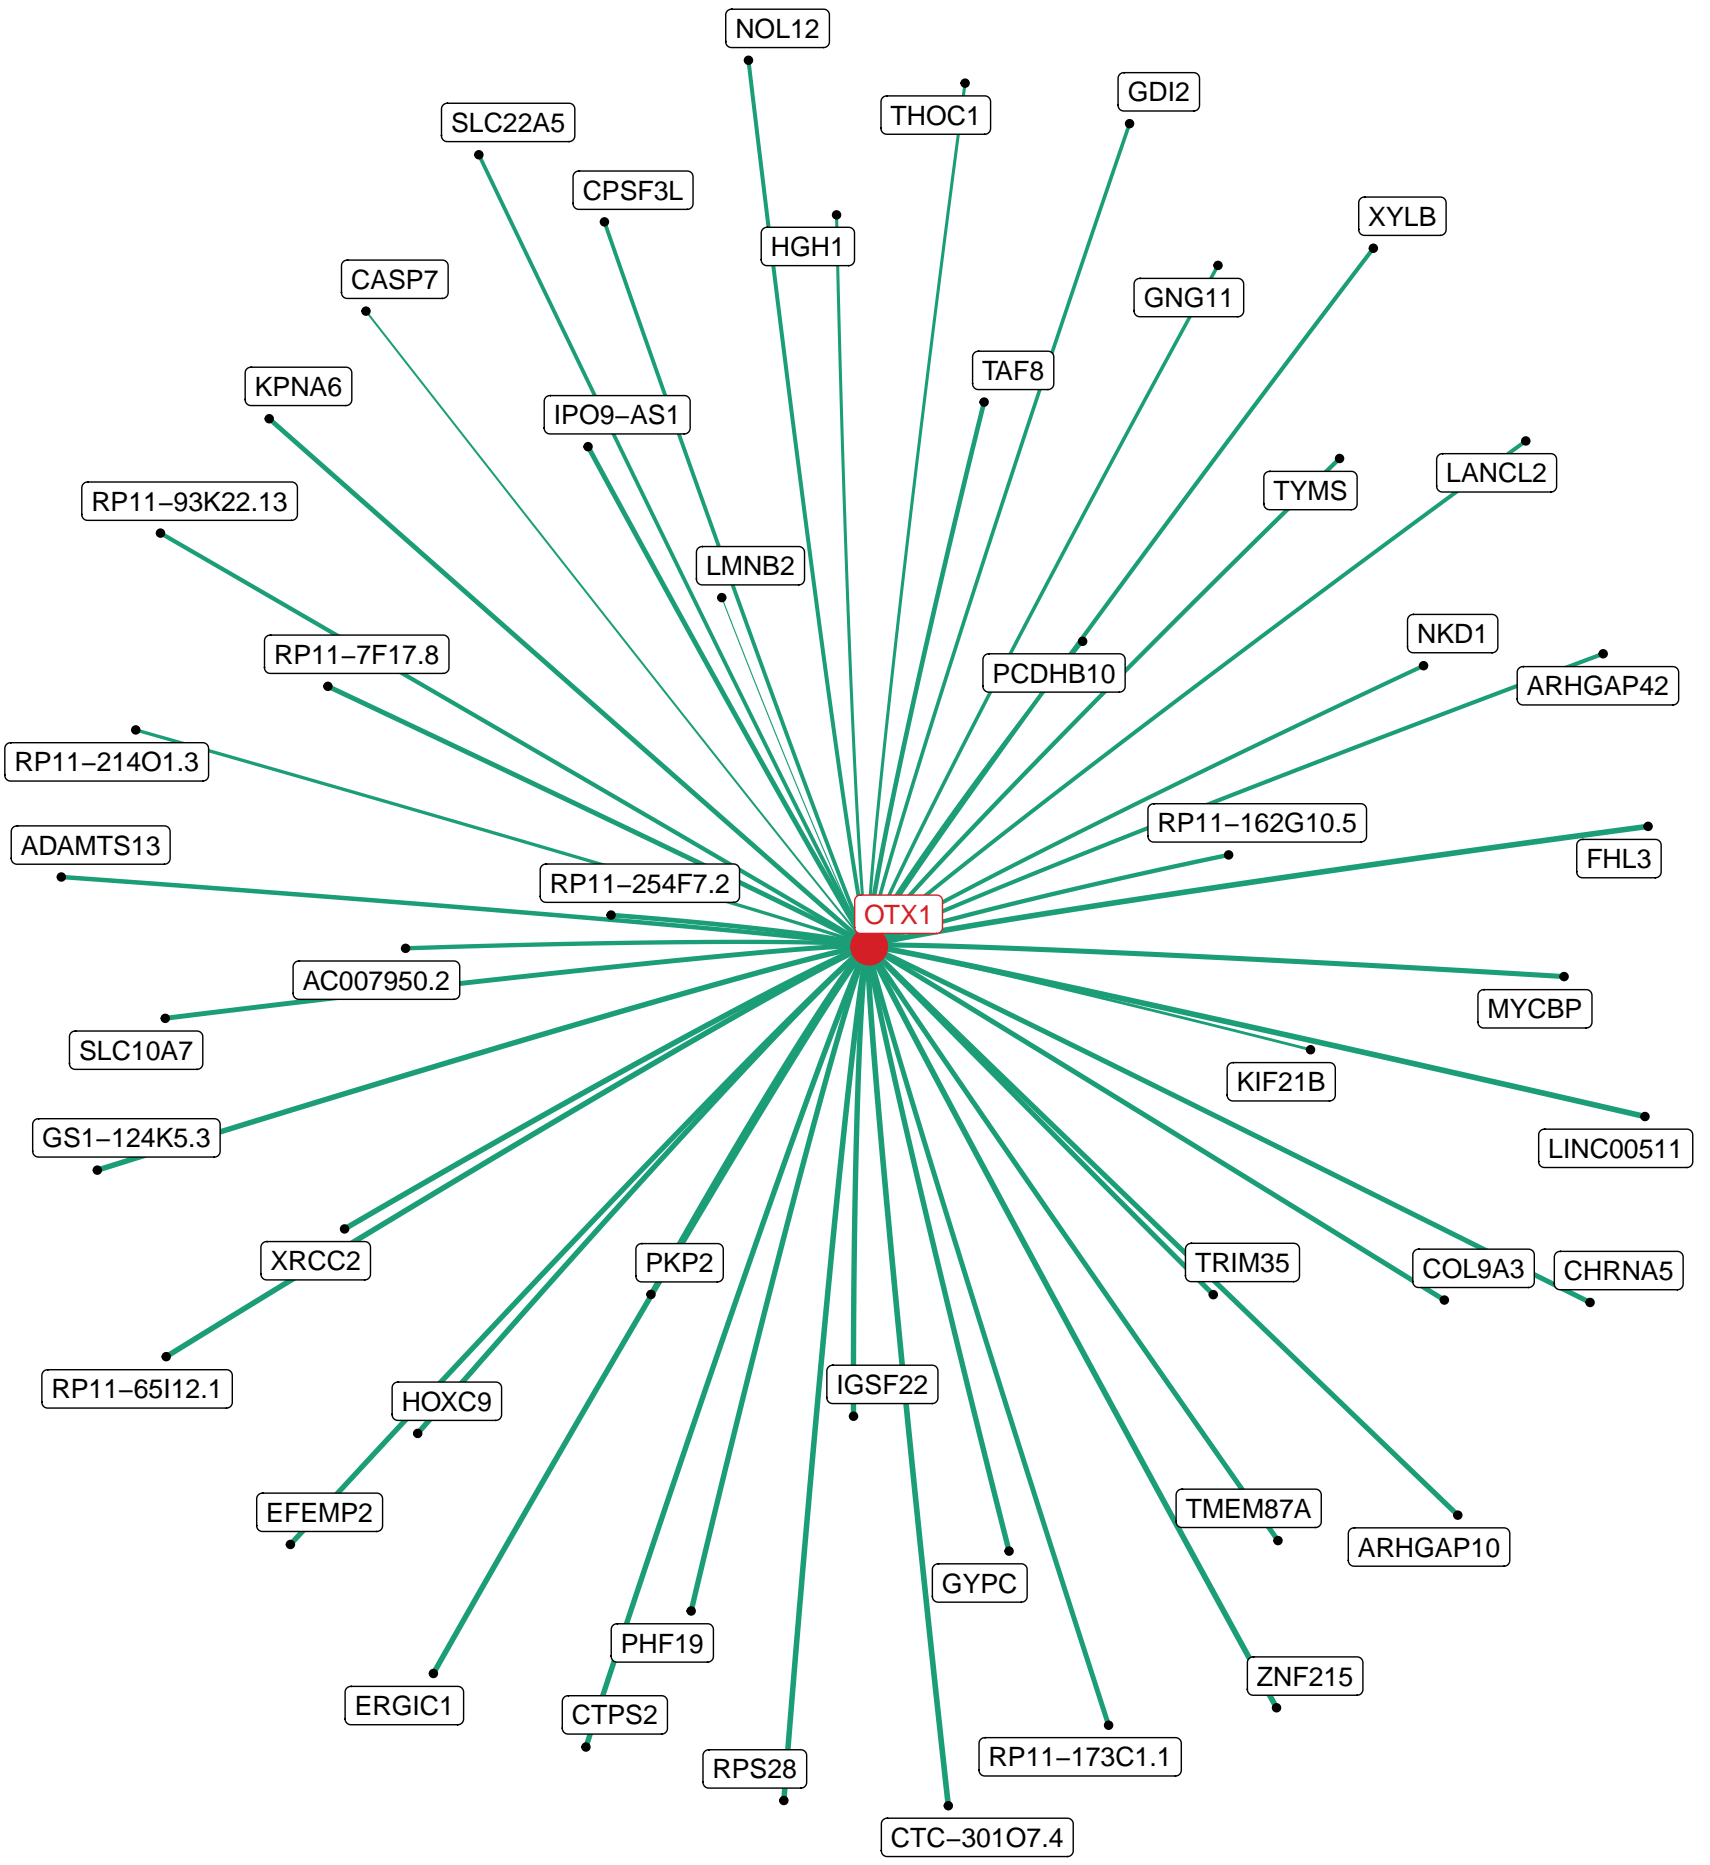 NOL12
GDI2
THOC1
SLC22A5
CPSF3L
XYLB
HGH1
CASP7
GNG11
TAF8
KPNA6
IPO9−AS1
LANCL2
TYMS
RP11−93K22.13
LMNB2
NKD1
RP11−7F17.8
PCDHB10
ARHGAP42
RP11−214O1.3
RP11−162G10.5
ADAMTS13
FHL3
RP11−254F7.2
OTX1
AC007950.2
MYCBP
SLC10A7
KIF21B
GS1−124K5.3
LINC00511
XRCC2
PKP2
TRIM35
COL9A3
CHRNA5
RP11−65I12.1
IGSF22
HOXC9
EFEMP2
TMEM87A
ARHGAP10
GYPC
PHF19
ZNF215
ERGIC1
CTPS2
RP11−173C1.1
RPS28
CTC−301O7.4